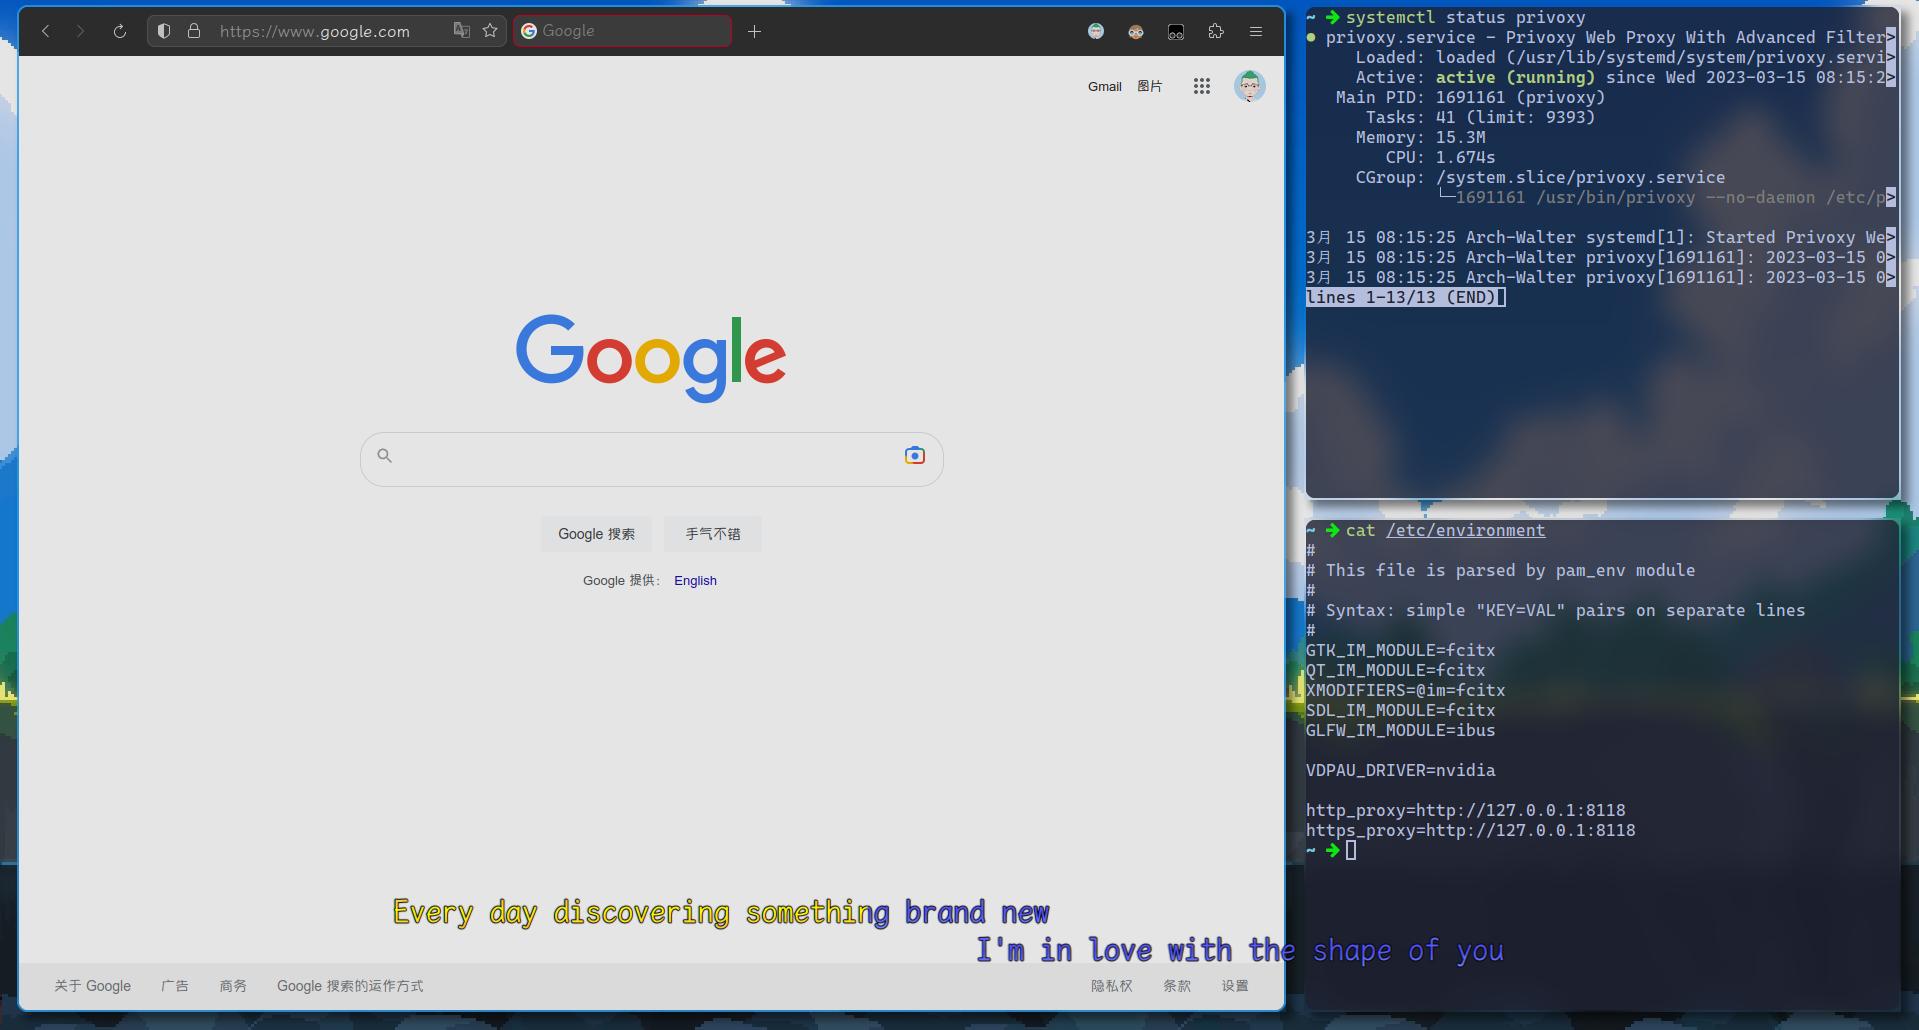 https://www.google.com
Google
Gmail 图片
Google
Google 搜索 手气不错
Google 提供： English
Every day discovering something brand new
I'm in love with the shape of you
关于 Google 广告 商务 Google 搜索的运作方式 隐私权 条款 设置
~ ➜ systemctl status privoxy
● privoxy.service - Privoxy Web Proxy With Advanced Filter>
Loaded: loaded (/usr/lib/systemd/system/privoxy.servi>
Active: active (running) since Wed 2023-03-15 08:15:2>
Main PID: 1691161 (privoxy)
Tasks: 41 (limit: 9393)
Memory: 15.3M
CPU: 1.674s
CGroup: /system.slice/privoxy.service
└─1691161 /usr/bin/privoxy --no-daemon /etc/p>
3月 15 08:15:25 Arch-Walter systemd[1]: Started Privoxy We>
3月 15 08:15:25 Arch-Walter privoxy[1691161]: 2023-03-15 0>
3月 15 08:15:25 Arch-Walter privoxy[1691161]: 2023-03-15 0>
lines 1-13/13 (END)
~ ➜ cat /etc/environment
#
# This file is parsed by pam_env module
#
# Syntax: simple "KEY=VAL" pairs on separate lines
#
GTK_IM_MODULE=fcitx
QT_IM_MODULE=fcitx
XMODIFIERS=@im=fcitx
SDL_IM_MODULE=fcitx
GLFW_IM_MODULE=ibus
VDPAU_DRIVER=nvidia
http_proxy=http://127.0.0.1:8118
https_proxy=http://127.0.0.1:8118
~ ➜